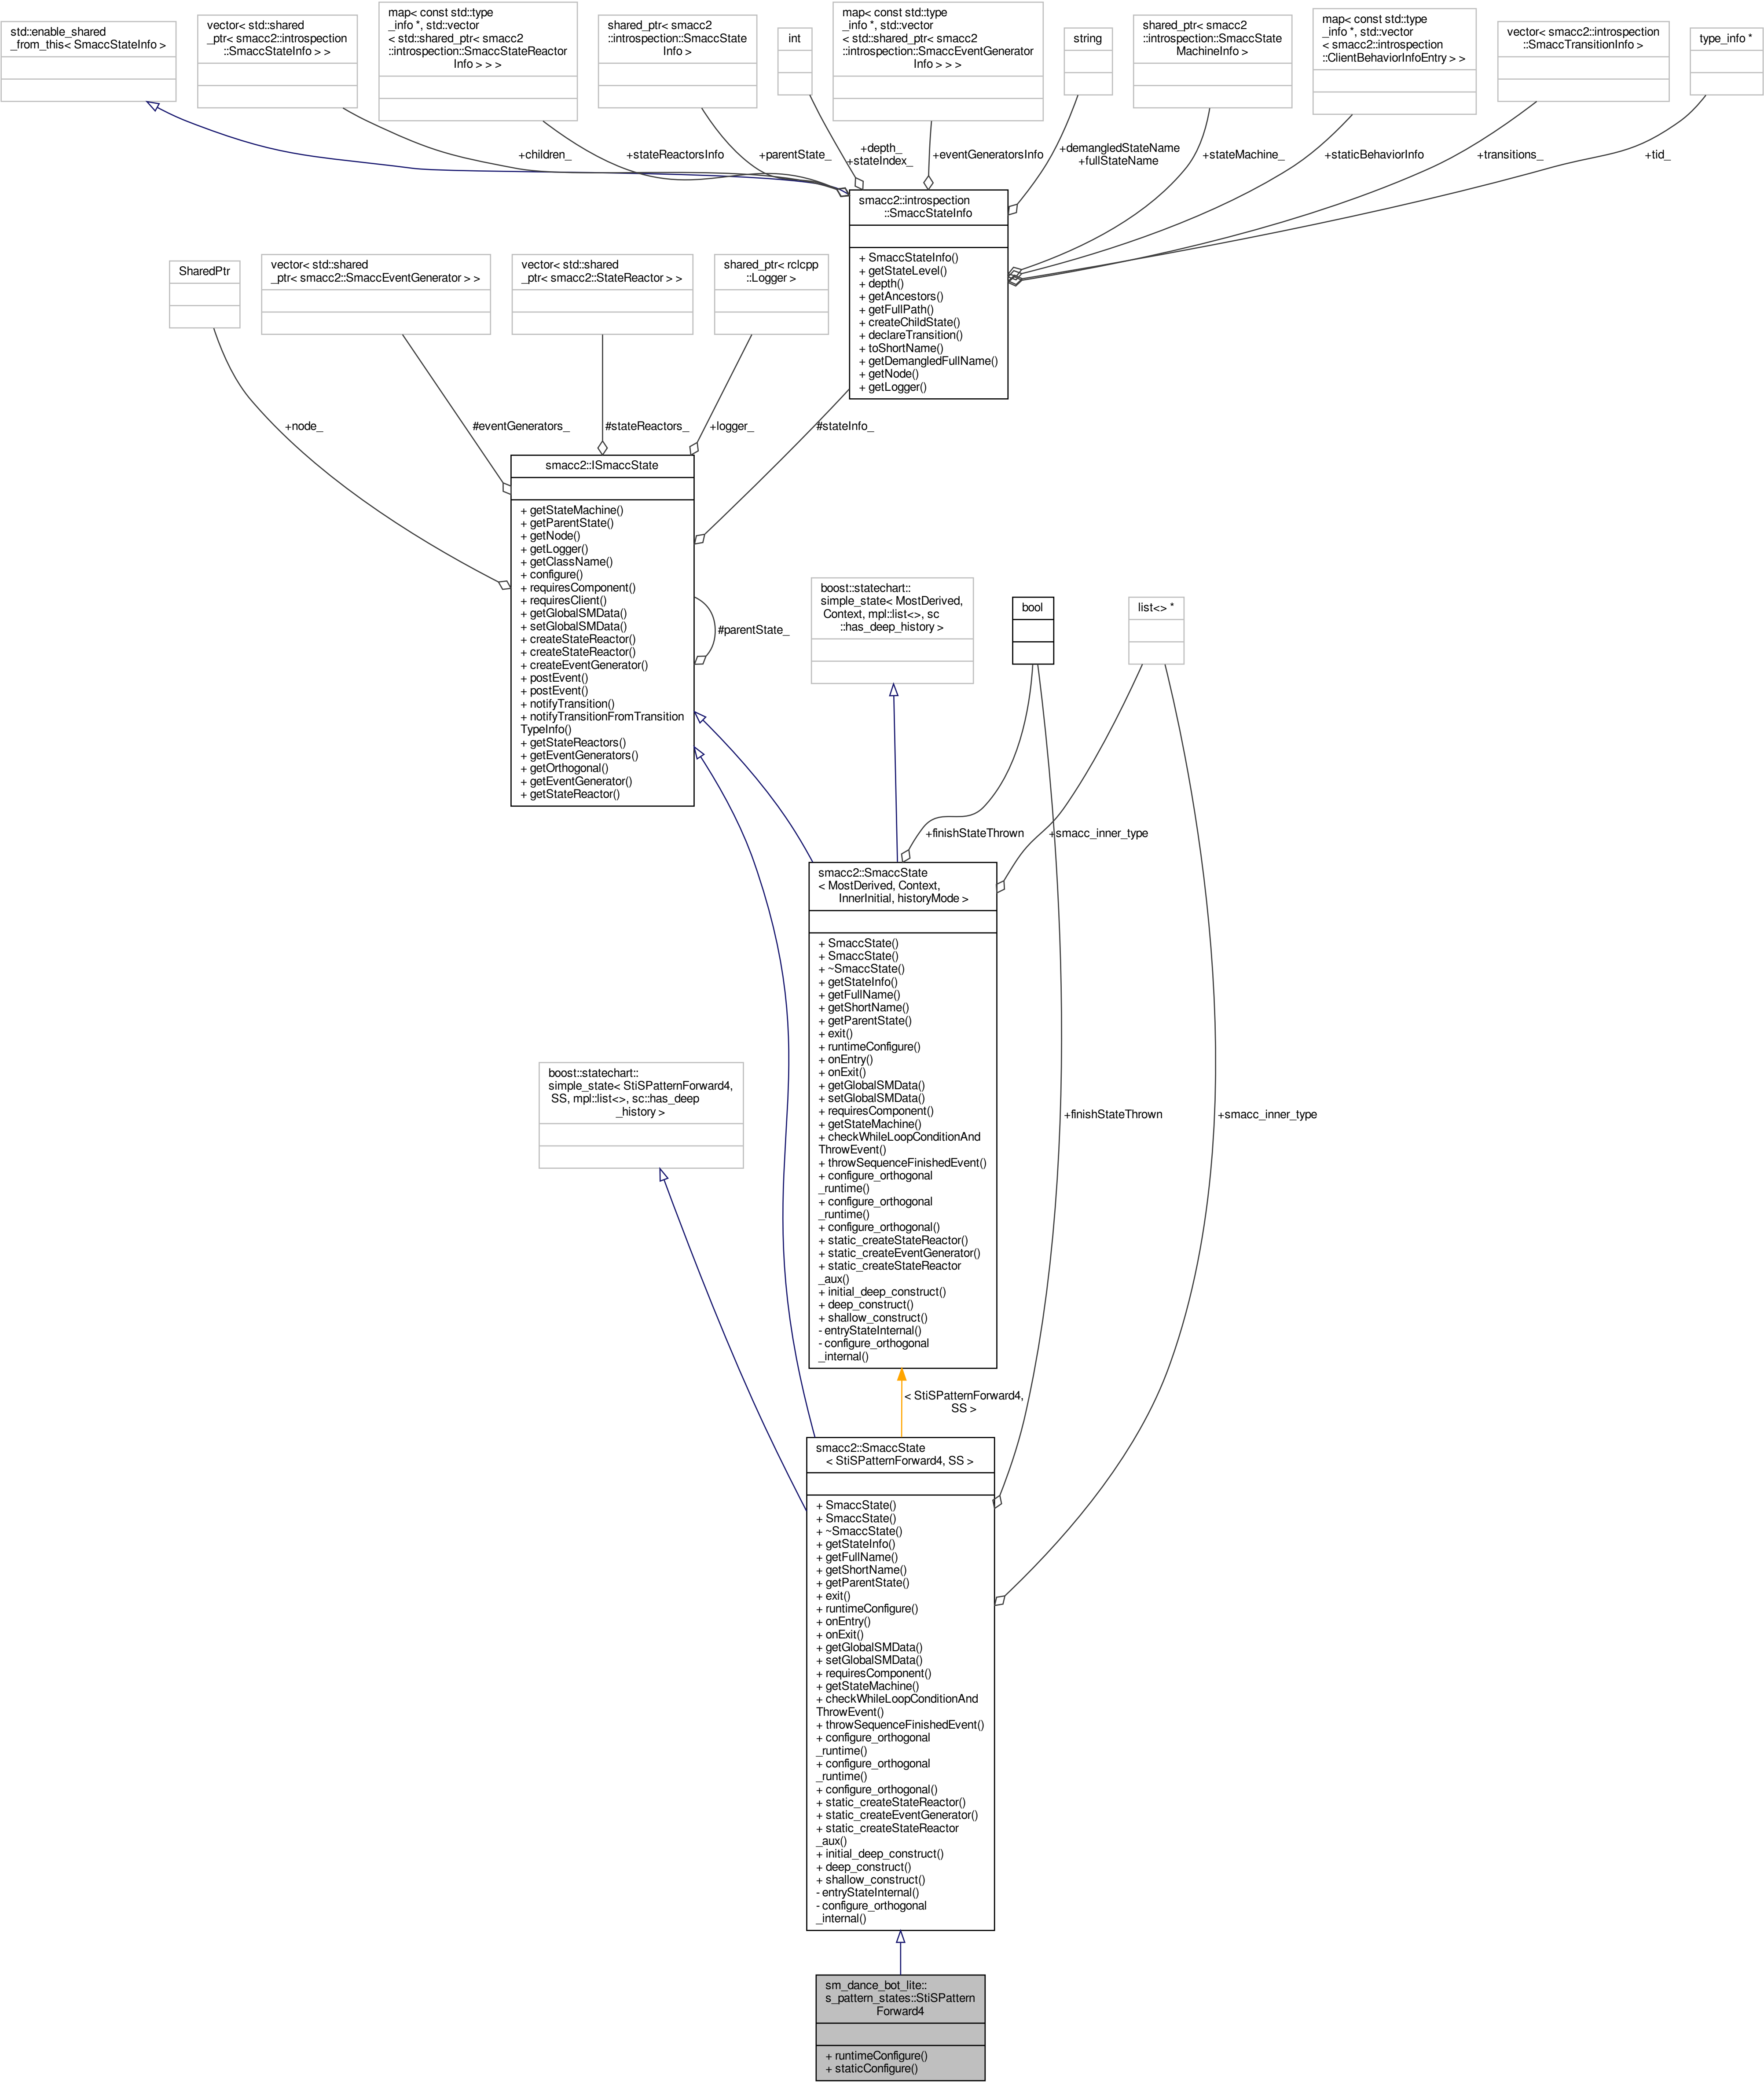 std::enable_shared
_from_this< SmaccStateInfo >
vector< std::shared
_ptr< smacc2::introspection
::SmaccStateInfo > >
map< const std::type
_info *, std::vector
< std::shared_ptr< smacc2
::introspection::SmaccStateReactor
Info > > >
shared_ptr< smacc2
::introspection::SmaccState
Info >
int
map< const std::type
_info *, std::vector
< std::shared_ptr< smacc2
::introspection::SmaccEventGenerator
Info > > >
string
shared_ptr< smacc2
::introspection::SmaccState
MachineInfo >
map< const std::type
_info *, std::vector
< smacc2::introspection
::ClientBehaviorInfoEntry > >
vector< smacc2::introspection
::SmaccTransitionInfo >
type_info *
+children_
+stateReactorsInfo
+parentState_
+depth_
+stateIndex_
+eventGeneratorsInfo
+demangledStateName
+fullStateName
+stateMachine_
+staticBehaviorInfo
+transitions_
+tid_
smacc2::introspection
::SmaccStateInfo
+ SmaccStateInfo()
+ getStateLevel()
+ depth()
+ getAncestors()
+ getFullPath()
+ createChildState()
+ declareTransition()
+ toShortName()
+ getDemangledFullName()
+ getNode()
+ getLogger()
SharedPtr
vector< std::shared
_ptr< smacc2::SmaccEventGenerator > >
vector< std::shared
_ptr< smacc2::StateReactor > >
shared_ptr< rclcpp
::Logger >
+node_
#eventGenerators_
#stateReactors_
+logger_
#stateInfo_
smacc2::ISmaccState
+ getStateMachine()
+ getParentState()
+ getNode()
+ getLogger()
+ getClassName()
+ configure()
+ requiresComponent()
+ requiresClient()
+ getGlobalSMData()
+ setGlobalSMData()
+ createStateReactor()
+ createStateReactor()
+ createEventGenerator()
+ postEvent()
+ postEvent()
+ notifyTransition()
+ notifyTransitionFromTransition
TypeInfo()
+ getStateReactors()
+ getEventGenerators()
+ getOrthogonal()
+ getEventGenerator()
+ getStateReactor()
#parentState_
boost::statechart::
simple_state< MostDerived,
Context, mpl::list<>, sc
::has_deep_history >
bool
list<> *
+finishStateThrown
+smacc_inner_type
smacc2::SmaccState
< MostDerived, Context,
InnerInitial, historyMode >
+ SmaccState()
+ SmaccState()
+ ~SmaccState()
+ getStateInfo()
+ getFullName()
+ getShortName()
+ getParentState()
+ exit()
+ runtimeConfigure()
+ onEntry()
+ onExit()
+ getGlobalSMData()
+ setGlobalSMData()
+ requiresComponent()
+ getStateMachine()
+ checkWhileLoopConditionAnd
ThrowEvent()
+ throwSequenceFinishedEvent()
+ configure_orthogonal
_runtime()
+ configure_orthogonal
_runtime()
+ configure_orthogonal()
+ static_createStateReactor()
+ static_createEventGenerator()
+ static_createStateReactor
_aux()
+ initial_deep_construct()
+ deep_construct()
+ shallow_construct()
- entryStateInternal()
- configure_orthogonal
_internal()
boost::statechart::
simple_state< StiSPatternForward4,
SS, mpl::list<>, sc::has_deep
_history >
+finishStateThrown
+smacc_inner_type
< StiSPatternForward4,
SS >
smacc2::SmaccState
< StiSPatternForward4, SS >
+ SmaccState()
+ SmaccState()
+ ~SmaccState()
+ getStateInfo()
+ getFullName()
+ getShortName()
+ getParentState()
+ exit()
+ runtimeConfigure()
+ onEntry()
+ onExit()
+ getGlobalSMData()
+ setGlobalSMData()
+ requiresComponent()
+ getStateMachine()
+ checkWhileLoopConditionAnd
ThrowEvent()
+ throwSequenceFinishedEvent()
+ configure_orthogonal
_runtime()
+ configure_orthogonal
_runtime()
+ configure_orthogonal()
+ static_createStateReactor()
+ static_createEventGenerator()
+ static_createStateReactor
_aux()
+ initial_deep_construct()
+ deep_construct()
+ shallow_construct()
- entryStateInternal()
- configure_orthogonal
_internal()
sm_dance_bot_lite::
s_pattern_states::StiSPattern
Forward4
+ runtimeConfigure()
+ staticConfigure()